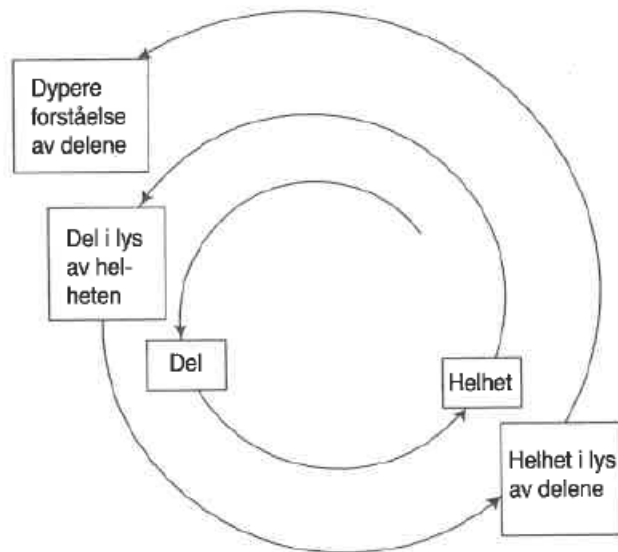 Dypere
forståelse
av delene
Del i lys
av hel-
heten
Del
Helhet
Helhet i lys
av delene